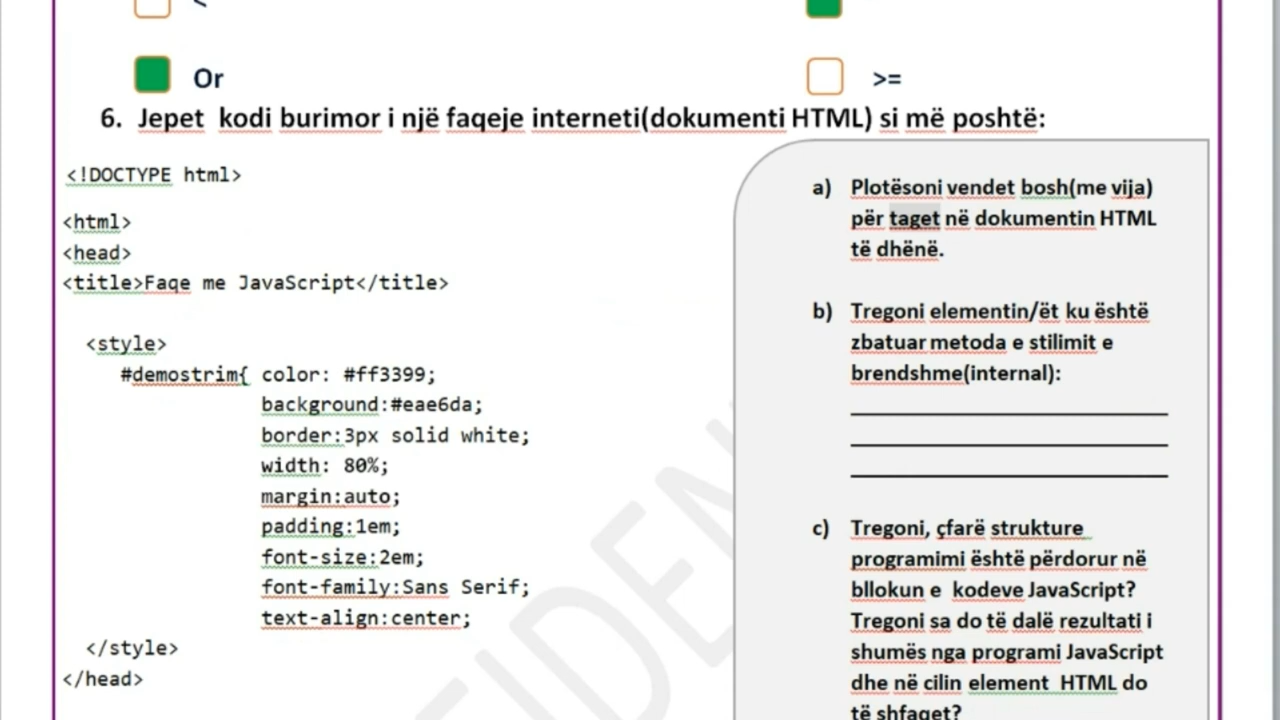 <
Or
>=
6. Jepet kodi burimor i një faqeje interneti(dokumenti HTML) si më poshtë:
<!DOCTYPE html>
<html>
<head>
<title>Faqe me JavaScript</title>
<style>
#demostrim{ color: #ff3399;
background:#eae6da;
border:3px solid white;
width: 80%;
margin:auto;
padding:1em;
font-size:2em;
font-family:Sans Serif;
text-align:center;
</style>
</head>
a) Plotësoni vendet bosh(me vija)
për taget në dokumentin HTML
të dhënë.
b) Tregoni elementin/ët ku është
zbatuar metoda e stilimit e
brendshme(internal):
c) Tregoni, çfarë strukture
programimi është përdorur në
bllokun e kodeve JavaScript?
Tregoni sa do të dalë rezultati i
shumës nga programi JavaScript
dhe në cilin element HTML do
të shfaqet?